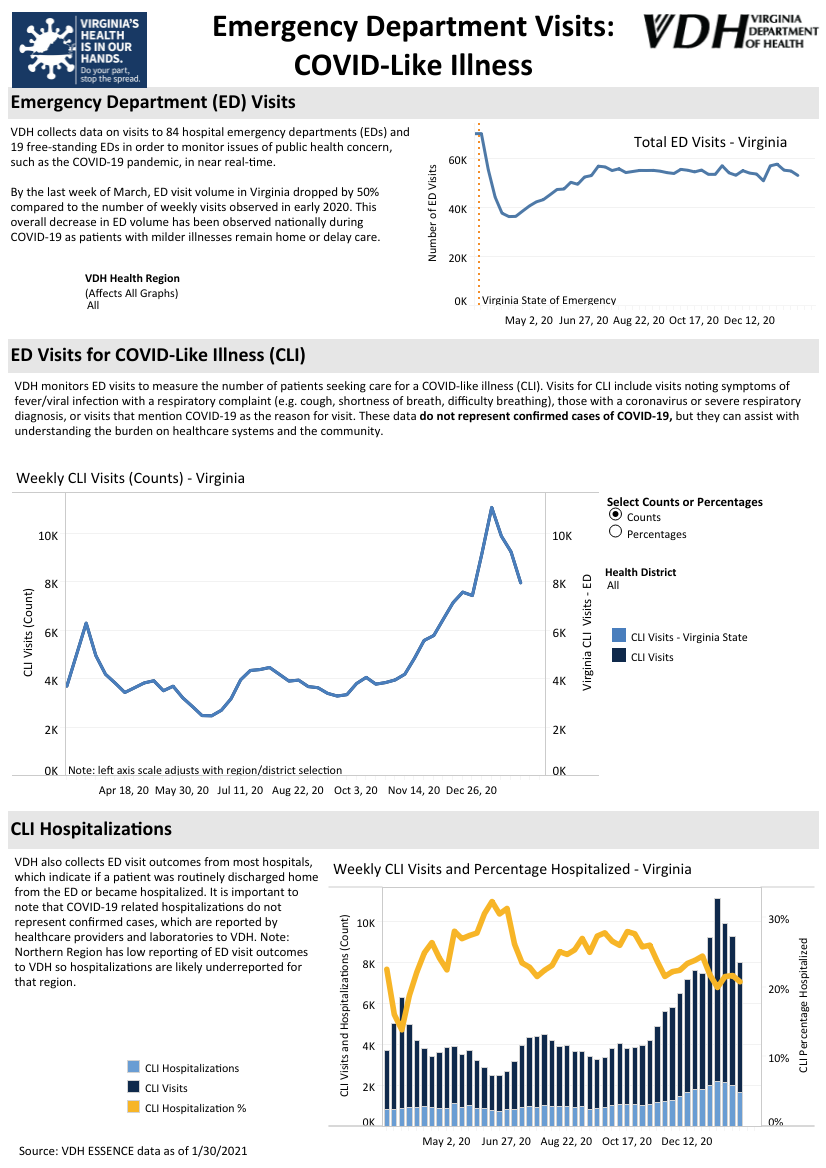 VIRGINIA'S
HEALTH
IS IN OUR
HANDS.
Do your part,
stop the spread.
Emergency Department Visits:
COVID-Like Illness
VDH VIRGINIA
DEPARTMENT
OF HEALTH
Emergency Department (ED) Visits
VDH collects data on visits to 84 hospital emergency departments (EDs) and
19 free-standing EDs in order to monitor issues of public health concern,
such as the COVID-19 pandemic, in near real-time.
By the last week of March, ED visit volume in Virginia dropped by 50%
compared to the number of weekly visits observed in early 2020. This
overall decrease in ED volume has been observed nationally during
COVID-19 as patients with milder illnesses remain home or delay care.
VDH Health Region
(Affects All Graphs)
All
Total ED Visits - Virginia
Number of ED Visits
60K
40K
20K
0K
Virginia State of Emergency
May 2, 20 Jun 27, 20 Aug 22, 20 Oct 17, 20 Dec 12, 20
ED Visits for COVID-Like Illness (CLI)
VDH monitors ED visits to measure the number of patients seeking care for a COVID-like illness (CLI). Visits for CLI include visits noting symptoms of
fever/viral infection with a respiratory complaint (e.g. cough, shortness of breath, difficulty breathing), those with a coronavirus or severe respiratory
diagnosis, or visits that mention COVID-19 as the reason for visit. These data do not represent confirmed cases of COVID-19, but they can assist with
understanding the burden on healthcare systems and the community.
Weekly CLI Visits (Counts) - Virginia
CLI Visits (Count)
10K
8K
6K
4K
2K
0K
Note: left axis scale adjusts with region/district selection
10K
8K
6K
4K
2K
0K
Virginia CLI Visits - ED
Apr 18, 20 May 30, 20 Jul 11, 20 Aug 22, 20 Oct 3, 20 Nov 14, 20 Dec 26, 20
Select Counts or Percentages
Counts
Percentages
Health District
All
CLI Visits - Virginia State
CLI Visits
CLI Hospitalizations
VDH also collects ED visit outcomes from most hospitals,
which indicate if a patient was routinely discharged home
from the ED or became hospitalized. It is important to
note that COVID-19 related hospitalizations do not
represent confirmed cases, which are reported by
healthcare providers and laboratories to VDH. Note:
Northern Region has low reporting of ED visit outcomes
to VDH so hospitalizations are likely underreported for
that region.
CLI Hospitalizations
CLI Visits
CLI Hospitalization %
Weekly CLI Visits and Percentage Hospitalized - Virginia
CLI Visits and Hospitalizations (Count)
10K
8K
6K
4K
2K
0K
30%
20%
10%
0%
CLI Percentage Hospitalized
May 2, 20 Jun 27, 20 Aug 22, 20 Oct 17, 20 Dec 12, 20
Source: VDH ESSENCE data as of 1/30/2021